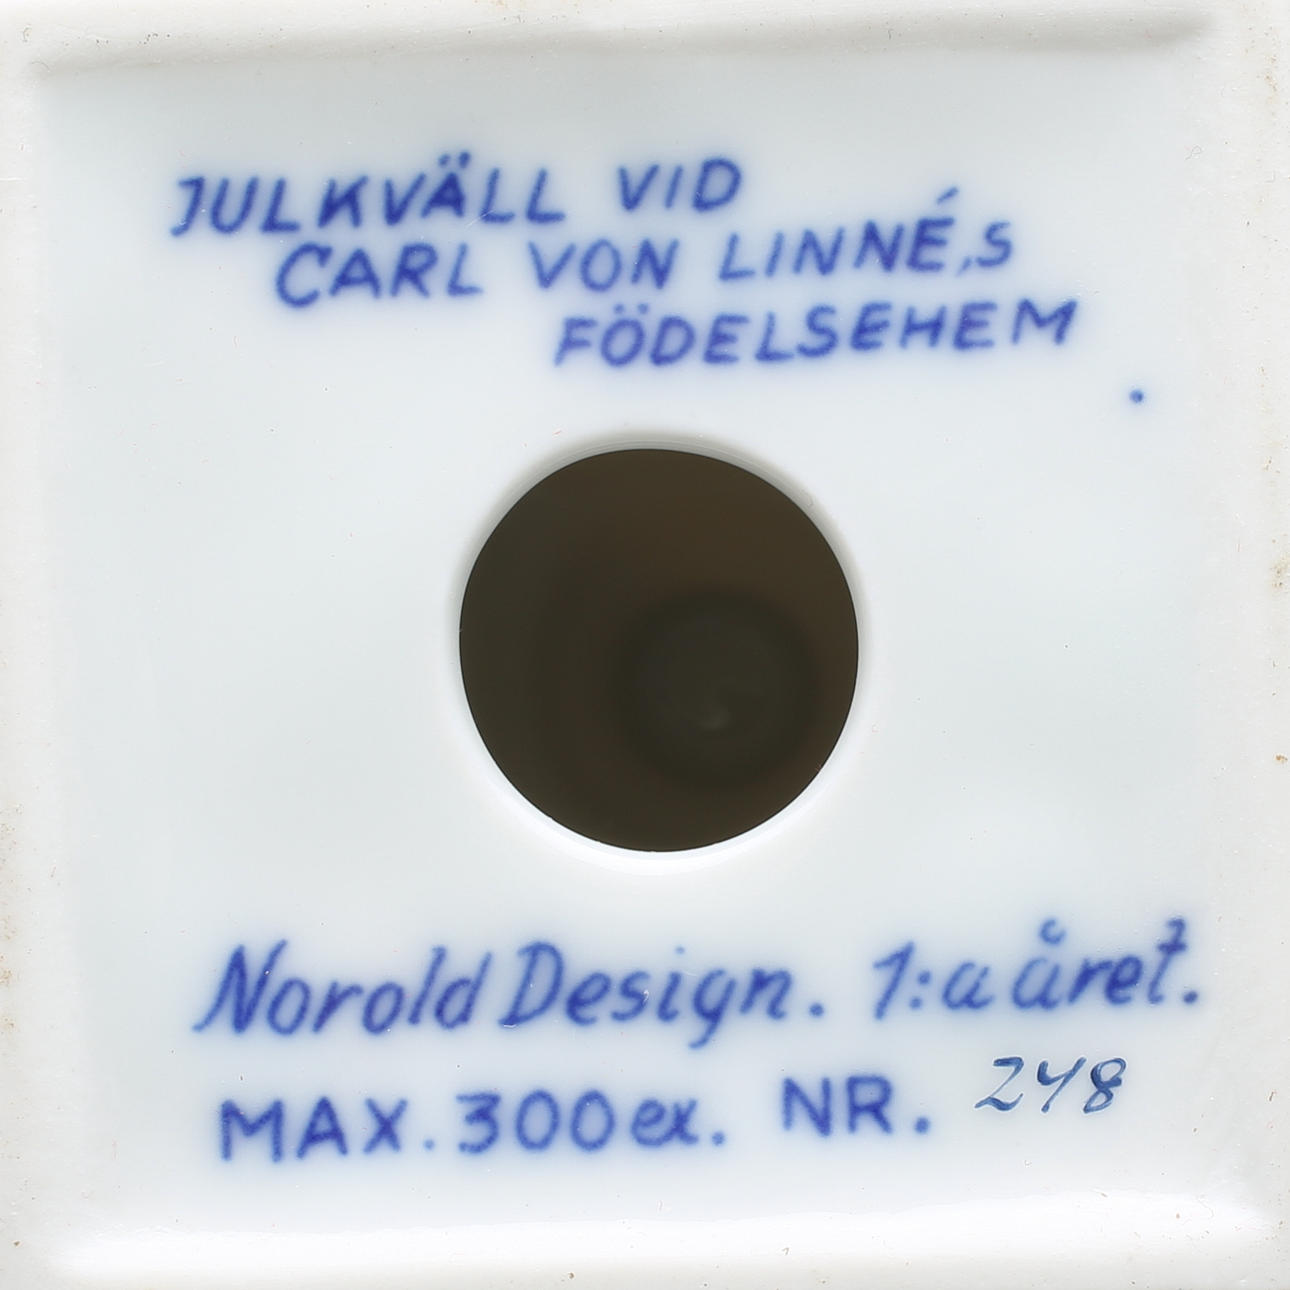 JULKVÄLL VID
CARL VON LINNÉ,S
FÖDELSEHEM
Norold Design. 1:a året.
MAX. 300 ex. NR. 248